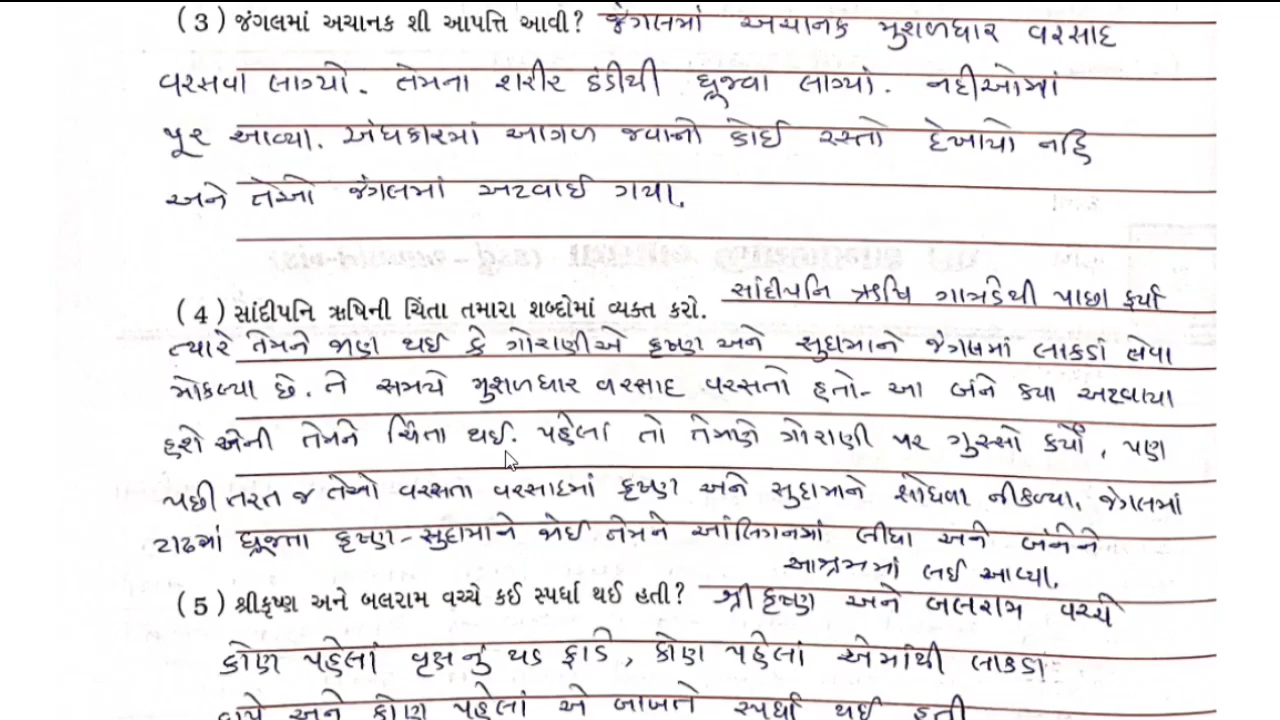 (3) જંગલમાં અચાનક શી આપત્તિ આવી? જંગલમાં અચાનક મુશળધાર વરસાદ
વરસવા લાગ્યો. તેમના શરીર ઠંડીથી ધ્રૂજવા લાગ્યા. નદીઓમાં
પૂર આવ્યા. અંધકારમાં આગળ જવાનો કોઈ રસ્તો દેખાયો નહિ
અને તેઓ જંગલમાં અટવાઈ ગયા.
(4) સાંદીપનિ ઋષિની ચિંતા તમારા શબ્દોમાં વ્યક્ત કરો. સાંદીપનિ ઋષિ ગામડેથી પાછા ફર્યા
ત્યારે તેમને જાણ થઈ કે ગોરાણીએ કૃષ્ણ અને સુદામાને જંગલમાં લાકડાં લેવા
મોકલ્યા છે. તે સમયે મુશળધાર વરસાદ વરસતો હતો- આ બંને કયા અટવાયા
હશે એની તેમને ચિંતા થઈ. પહેલાં તો તેમણે ગોરાણી પર ગુસ્સો કર્યો, પણ
પછી તરત જ તેઓ વરસતા વરસાદમાં કૃષ્ણ અને સુદામાને શોધવા નીકળ્યા. જંગલમાં
ટાઢમાં ધ્રૂજતા કૃષ્ણ-સુદામાને જોઈ તેમને આલિંગનમાં લીધા અને બંનેને
આશ્રમમાં લઈ આવ્યા.
(5) શ્રીકૃષ્ણ અને બલરામ વચ્ચે કઈ સ્પર્ધા થઈ હતી? શ્રી કૃષ્ણ અને બલરામ વચ્ચે
કોણ પહેલાં વૃક્ષનું થડ ફાડે, કોણ પહેલાં એમાંથી લાકડા
અને કોણ પહેલાં એ બાબતે સ્પર્ધા થઈ હતી